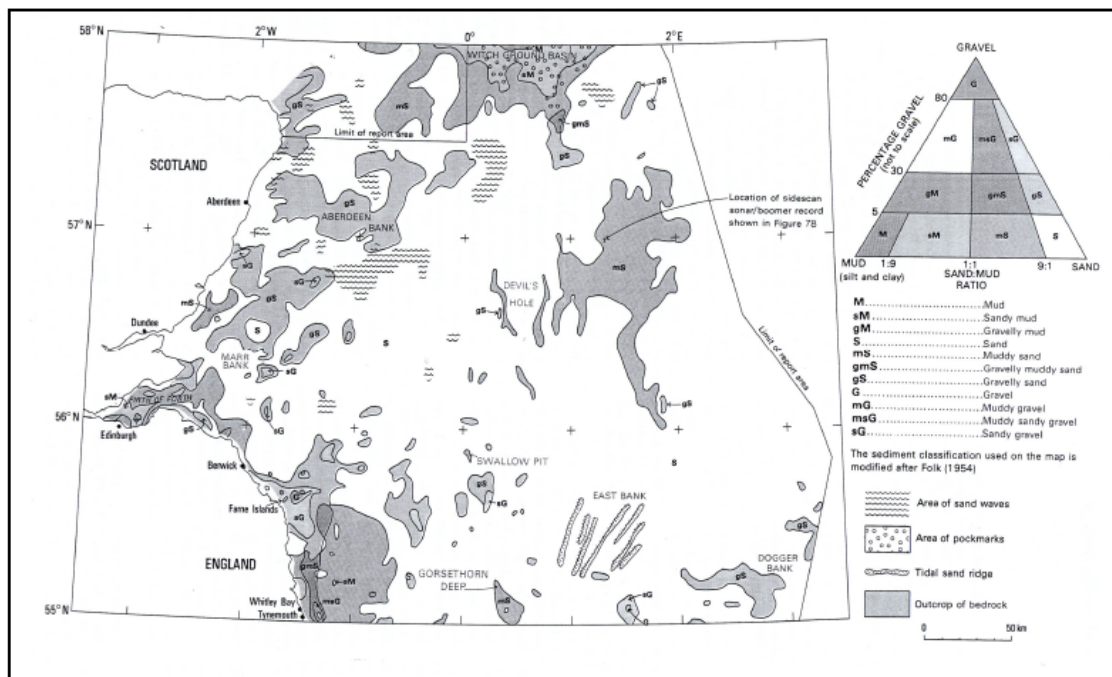 58°N
2°W
0°
2°E
WITCH GROUND BASIN
M
sM
gS
gS
mS
gmS
gS
Limit of report area
SCOTLAND
Aberdeen
gS
ABERDEEN
BANK
57°N
Location of sidescan
sonar/boomer record
shown in Figure 78
sG
mS
sG
gS
mS
DEVIL'S
HOLE
gS
Dundee
S
gS
S
MARR
BANK
sG
Limit of report area
sM
FIRTH OF FORTH
gS
sG
gS
56°N
Edinburgh
Berwick
SWALLOW PIT
S
gS
sG
EAST BANK
Farne Islands
sG
gS
ENGLAND
gmS
sM
GORSETHORN
DEEP
DOGGER
BANK
gS
sG
mS
G
msG
Whitley Bay
Tynemouth
55°N
GRAVEL
G
80
PERCENTAGE GRAVEL
(not to scale)
mG
msG
sG
30
gM
gmS
gS
5
M
sM
mS
S
MUD
(silt and clay)
1:9
1:1
9:1
SAND
SAND:MUD
RATIO
M..............Mud
sM..............Sandy mud
gM..............Gravelly mud
S..............Sand
mS..............Muddy sand
gmS..............Gravelly muddy sand
gS..............Gravelly sand
G..............Gravel
mG..............Muddy gravel
msG..............Muddy sandy gravel
sG..............Sandy gravel
The sediment classification used on the map is
modified after Folk (1954)
Area of sand waves
Area of pockmarks
Tidal sand ridge
Outcrop of bedrock
0
50 km